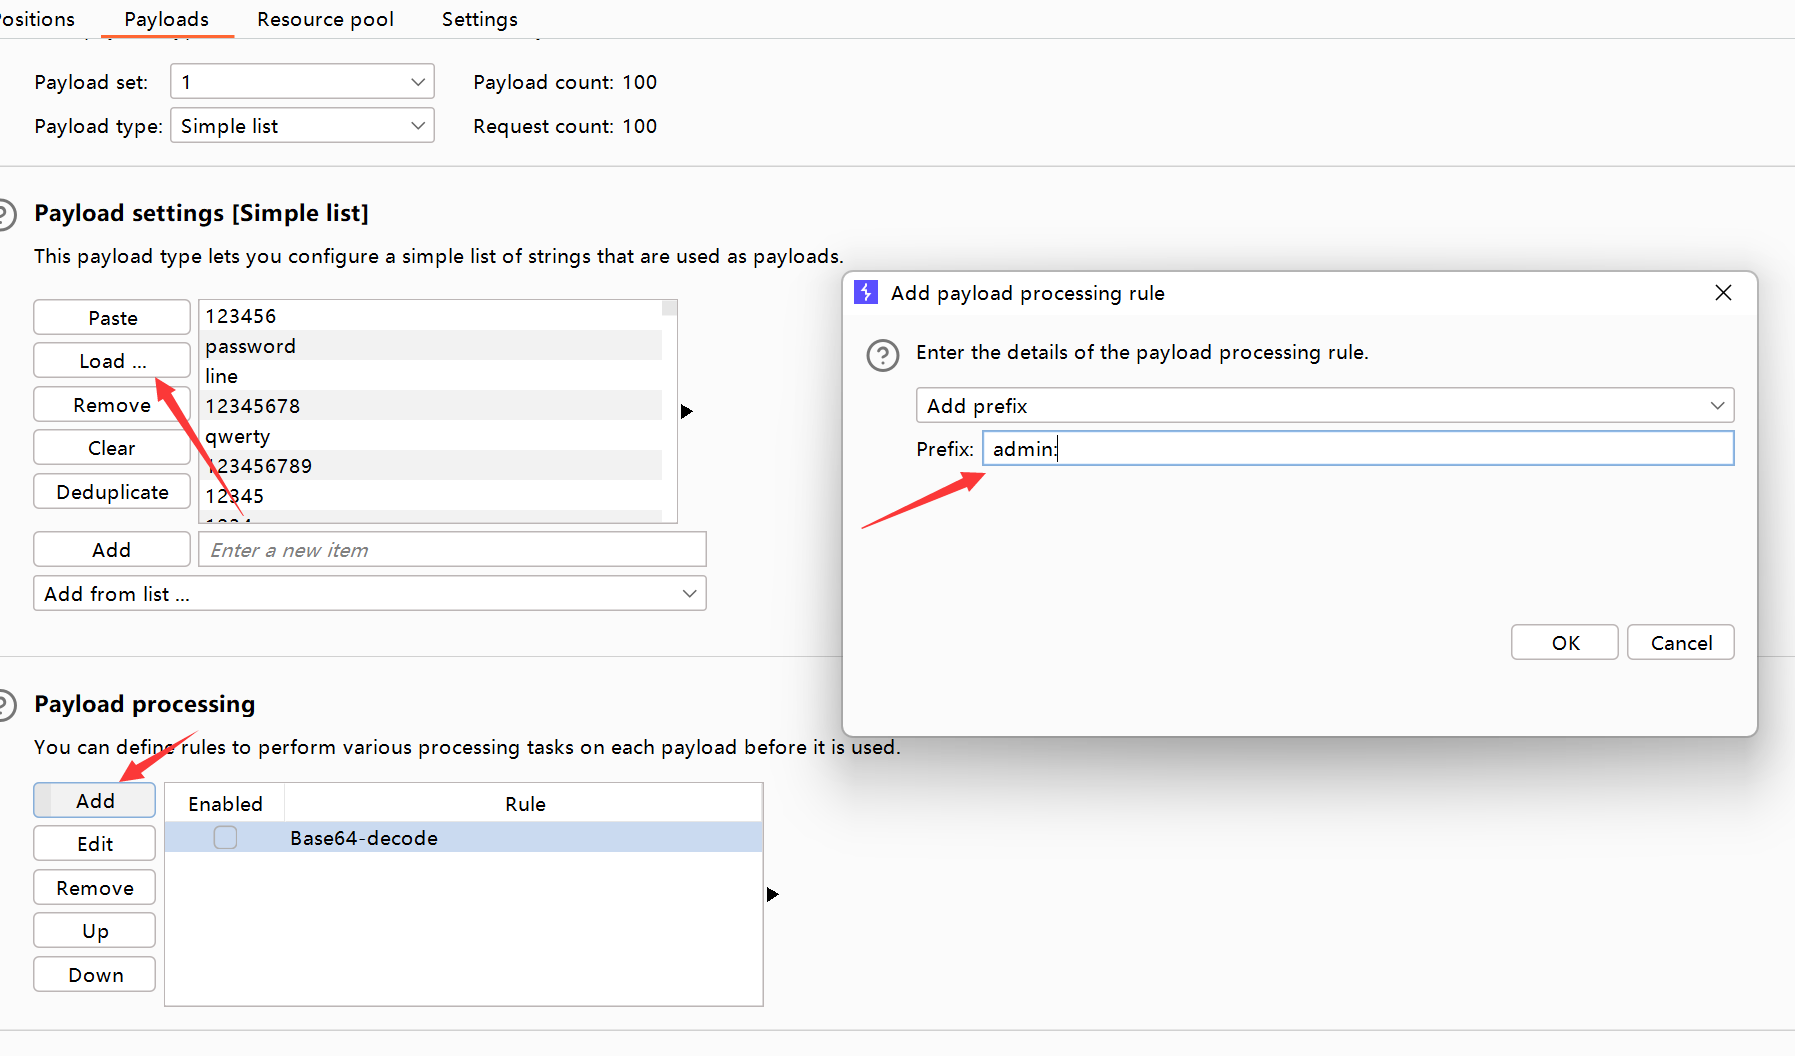 ositions Payloads Resource pool Settings
Payload set: 1 Payload count: 100
Payload type: Simple list Request count: 100
Payload settings [Simple list]
This payload type lets you configure a simple list of strings that are used as payloads.
Paste
Load ...
Remove
Clear
Deduplicate
123456
password
line
12345678
qwerty
123456789
12345
1234
Add Enter a new item
Add from list ...
Add payload processing rule
Enter the details of the payload processing rule.
Add prefix
Prefix: admin:
OK Cancel
Payload processing
You can define rules to perform various processing tasks on each payload before it is used.
Add
Edit
Remove
Up
Down
Enabled Rule
Base64-decode